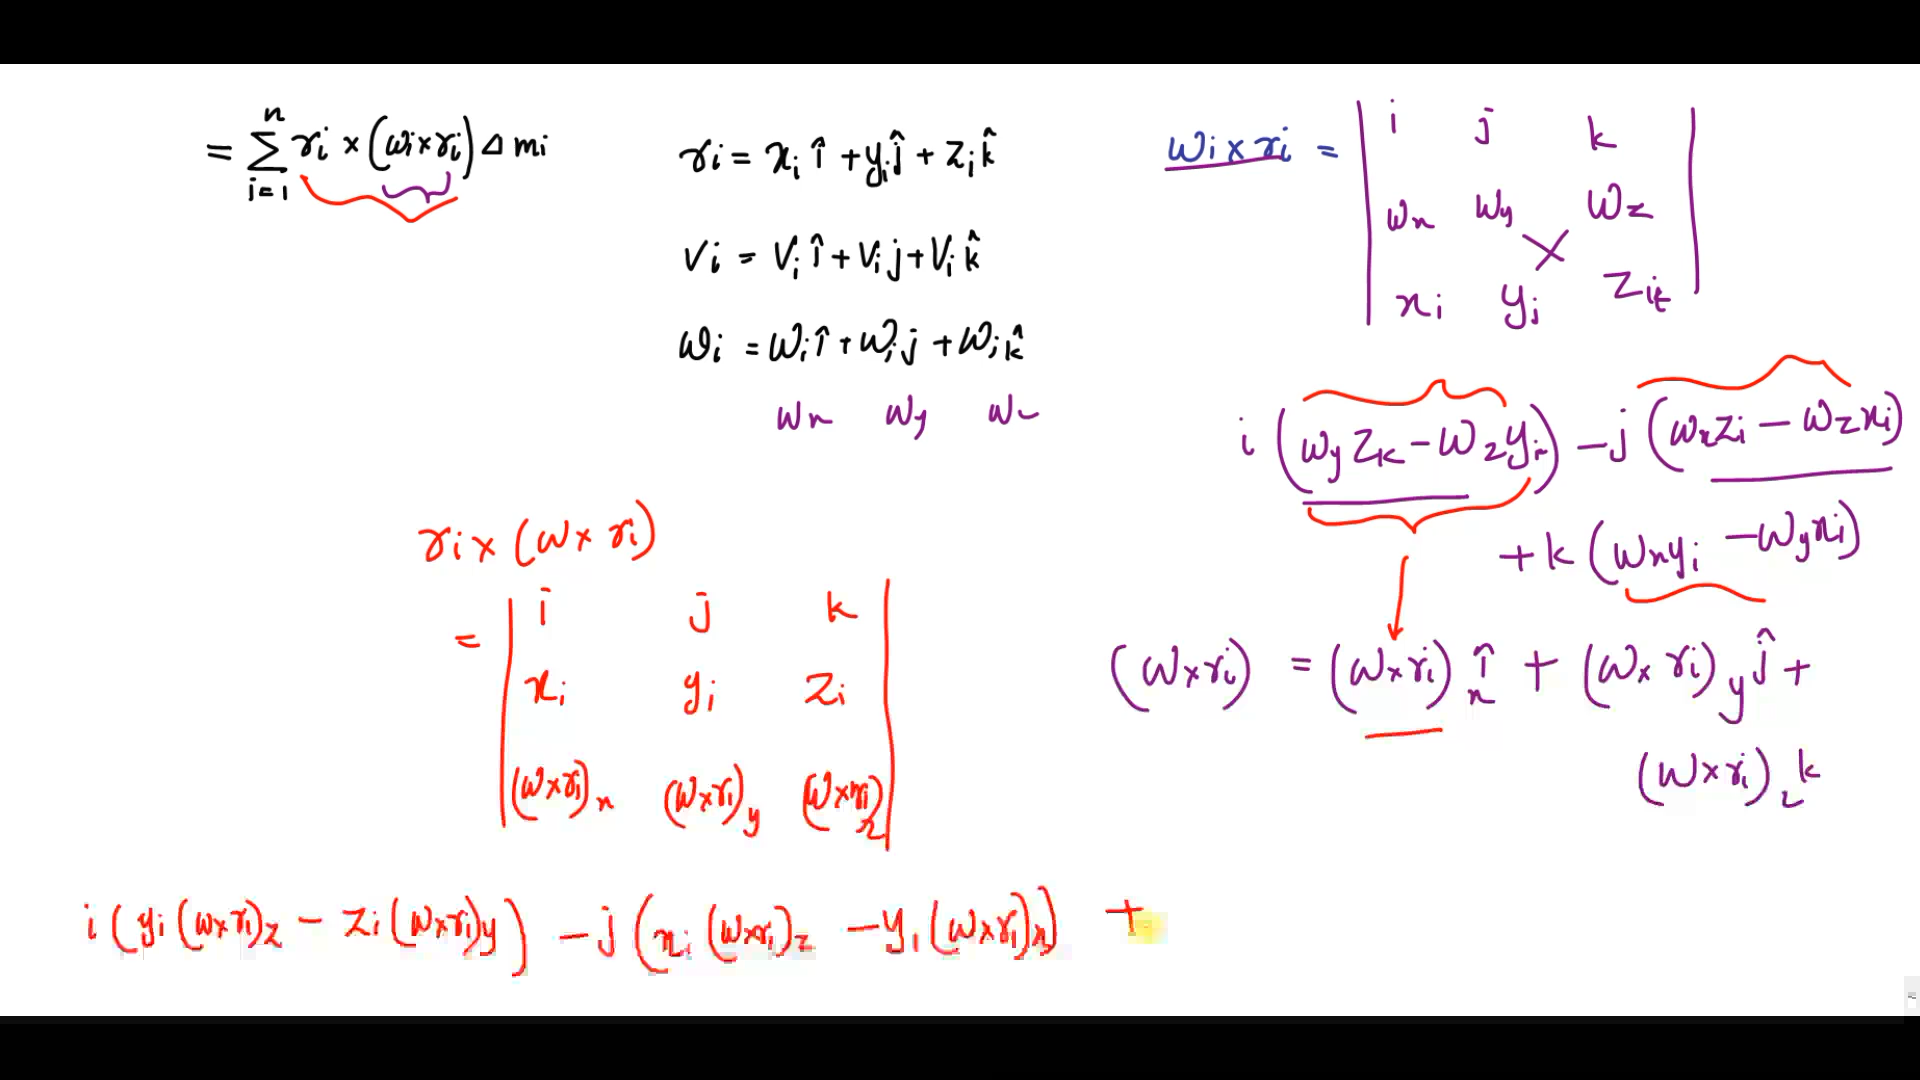 = Σ ri × (ωi×ri) Δ mi
n
i=1
ri = xi î + yi ĵ + zi k̂
Vi = Vi î + Vi j + Vi k̂
ωi = ωi î + ωi j + ωi k̂
ωx ωy ω
ωi × ri =
i j k
ωx ωy ωz
xi yi zi
i (ωy zk − ωz yi) − j (ωx zi − ωz xi)
+ k (ωx yi − ωy xi)
(ω×ri) = (ω×ri)x î + (ω× ri)y ĵ +
(ω×ri)z k
ri × (ω× ri)
=
i j k
xi yi zi
(ω×ri)x (ω×ri)y (ω×ri)z
i (yi (ω×ri)z − zi (ω×ri)y) − j (xi (ω×ri)z − yi (ω×ri)x) +